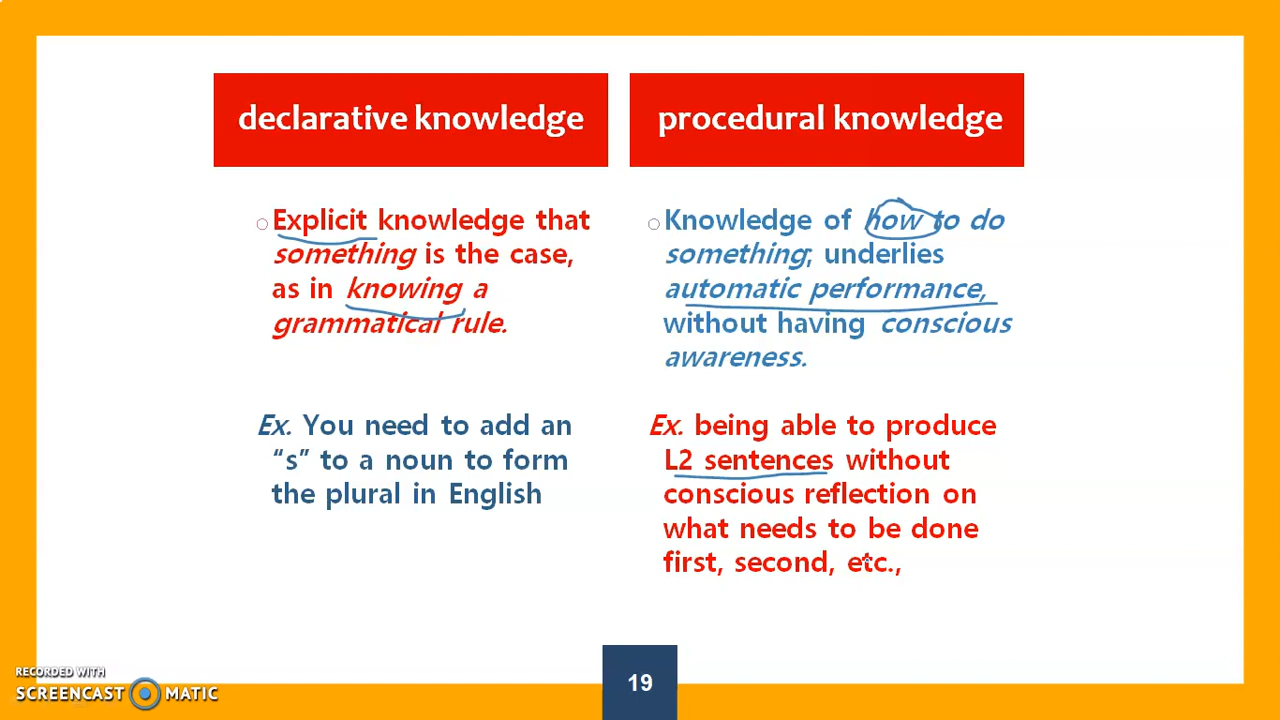 declarative knowledge
Explicit knowledge that
something is the case,
as in knowing a
grammatical rule.
Ex. You need to add an
“s” to a noun to form
the plural in English
procedural knowledge
Knowledge of how to do
something; underlies
automatic performance,
without having conscious
awareness.
Ex. being able to produce
L2 sentences without
conscious reflection on
what needs to be done
first, second, etc.,
19
RECORDED WITH
SCREENCAST MATIC